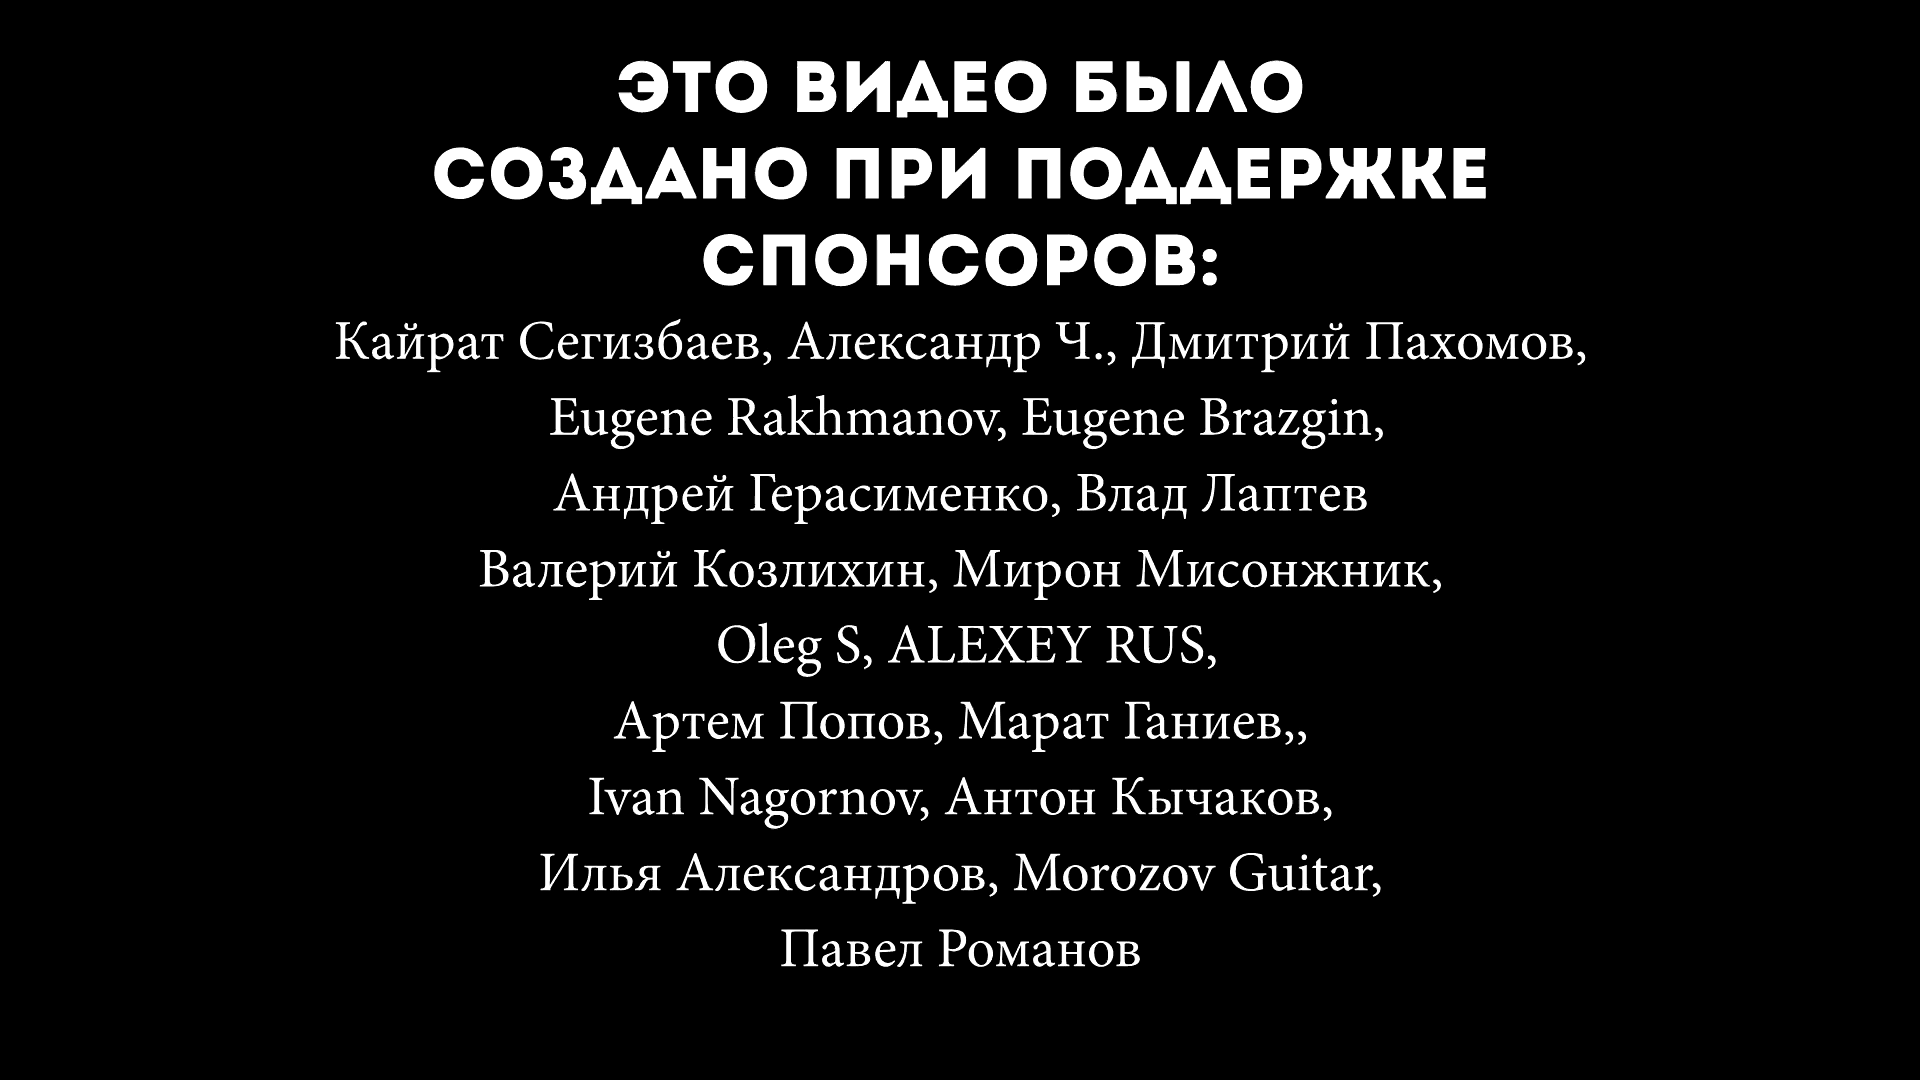 ЭТО ВИДЕО БЫЛО
СОЗДАНО ПРИ ПОДДЕРЖКЕ
СПОНСОРОВ:
Кайрат Сегизбаев, Александр Ч., Дмитрий Пахомов,
Eugene Rakhmanov, Eugene Brazgin,
Андрей Герасименко, Влад Лаптев
Валерий Козлихин, Мирон Мисонжник,
Oleg S, ALEXEY RUS,
Артем Попов, Марат Ганиев,,
Ivan Nagornov, Антон Кычаков,
Илья Александров, Morozov Guitar,
Павел Романов